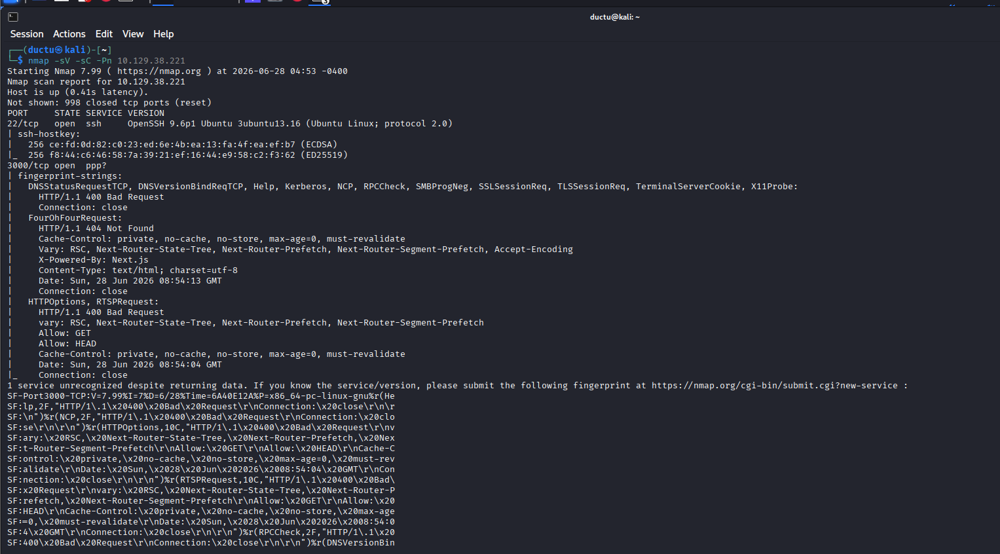 ductu@kali: ~
Session Actions Edit View Help
┌──(ductu㉿kali)-[~]
└─$ nmap -sV -sC -Pn 10.129.38.221
Starting Nmap 7.99 ( https://nmap.org ) at 2026-06-28 04:53 -0400
Nmap scan report for 10.129.38.221
Host is up (0.41s latency).
Not shown: 998 closed tcp ports (reset)
PORT     STATE SERVICE VERSION
22/tcp   open  ssh     OpenSSH 9.6p1 Ubuntu 3ubuntu13.16 (Ubuntu Linux; protocol 2.0)
| ssh-hostkey:
|   256 ce:fd:0d:82:c0:23:ed:6e:4b:ea:13:fa:4f:ea:ef:b7 (ECDSA)
|_  256 f8:44:c6:46:58:7a:39:21:ef:16:44:e9:58:c2:f3:62 (ED25519)
3000/tcp open  ppp?
| fingerprint-strings:
|   DNSStatusRequestTCP, DNSVersionBindReqTCP, Help, Kerberos, NCP, RPCCheck, SMBProgNeg, SSLSessionReq, TLSSessionReq, TerminalServerCookie, X11Probe:
|     HTTP/1.1 400 Bad Request
|     Connection: close
|   FourOhFourRequest:
|     HTTP/1.1 404 Not Found
|     Cache-Control: private, no-cache, no-store, max-age=0, must-revalidate
|     Vary: RSC, Next-Router-State-Tree, Next-Router-Prefetch, Next-Router-Segment-Prefetch, Accept-Encoding
|     X-Powered-By: Next.js
|     Content-Type: text/html; charset=utf-8
|     Date: Sun, 28 Jun 2026 08:54:13 GMT
|     Connection: close
|   HTTPOptions, RTSPRequest:
|     HTTP/1.1 400 Bad Request
|     vary: RSC, Next-Router-State-Tree, Next-Router-Prefetch, Next-Router-Segment-Prefetch
|     Allow: GET
|     Allow: HEAD
|     Cache-Control: private, no-cache, no-store, max-age=0, must-revalidate
|     Date: Sun, 28 Jun 2026 08:54:04 GMT
|_    Connection: close
1 service unrecognized despite returning data. If you know the service/version, please submit the following fingerprint at https://nmap.org/cgi-bin/submit.cgi?new-service :
SF-Port3000-TCP:V=7.99%I=7%D=6/28%Time=6A40E12A%P=x86_64-pc-linux-gnu%r(He
SF:lp,2F,"HTTP/1\.1\x20400\x20Bad\x20Request\r\nConnection:\x20close\r\n\r
SF:\n")%r(NCP,2F,"HTTP/1\.1\x20400\x20Bad\x20Request\r\nConnection:\x20clo
SF:se\r\n\r\n")%r(HTTPOptions,10C,"HTTP/1\.1\x20400\x20Bad\x20Request\r\nv
SF:ary:\x20RSC,\x20Next-Router-State-Tree,\x20Next-Router-Prefetch,\x20Nex
SF:t-Router-Segment-Prefetch\r\nAllow:\x20GET\r\nAllow:\x20HEAD\r\nCache-C
SF:ontrol:\x20private,\x20no-cache,\x20no-store,\x20max-age=0,\x20must-rev
SF:alidate\r\nDate:\x20Sun,\x2028\x20Jun\x202026\x2008:54:04\x20GMT\r\nCon
SF:nection:\x20close\r\n\r\n")%r(RTSPRequest,10C,"HTTP/1\.1\x20400\x20Bad\
SF:x20Request\r\nvary:\x20RSC,\x20Next-Router-State-Tree,\x20Next-Router-P
SF:refetch,\x20Next-Router-Segment-Prefetch\r\nAllow:\x20GET\r\nAllow:\x20
SF:HEAD\r\nCache-Control:\x20private,\x20no-cache,\x20no-store,\x20max-age
SF:=0,\x20must-revalidate\r\nDate:\x20Sun,\x2028\x20Jun\x202026\x2008:54:0
SF:4\x20GMT\r\nConnection:\x20close\r\n\r\n")%r(RPCCheck,2F,"HTTP/1\.1\x20
SF:400\x20Bad\x20Request\r\nConnection:\x20close\r\n\r\n")%r(DNSVersionBin